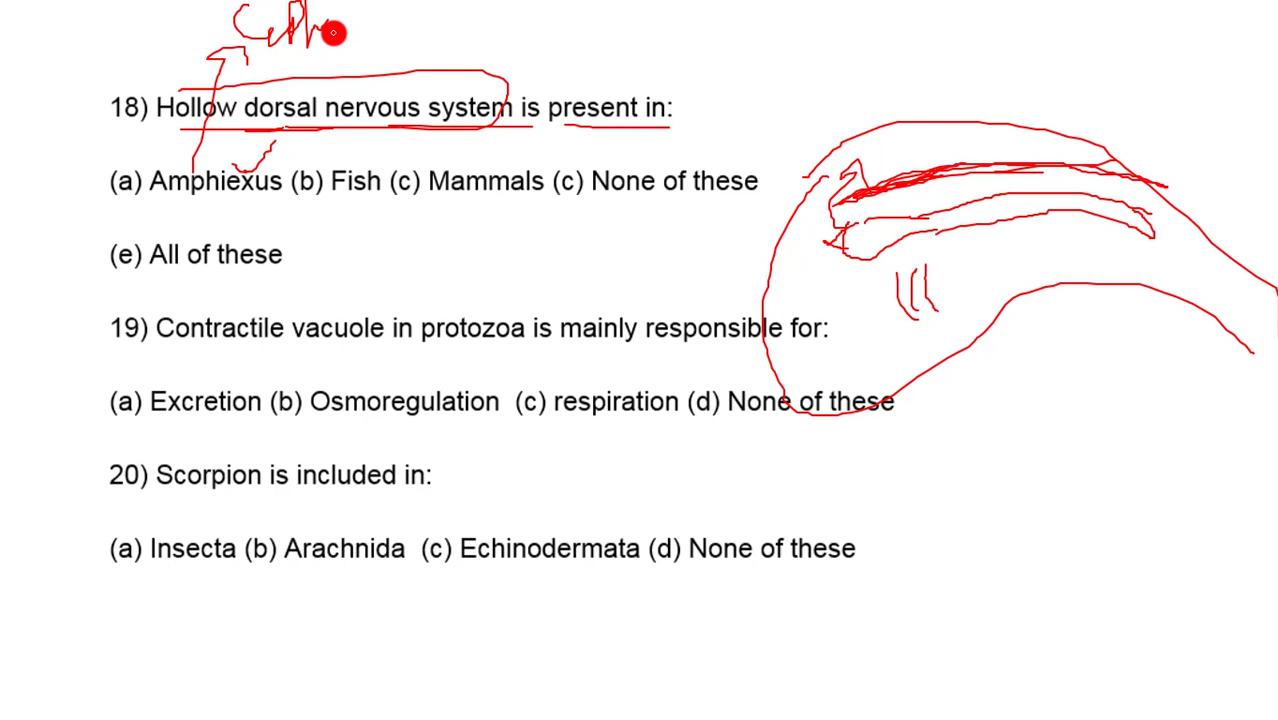 18) Hollow dorsal nervous system is present in:
(a) Amphiexus (b) Fish (c) Mammals (c) None of these
(e) All of these
19) Contractile vacuole in protozoa is mainly responsible for:
(a) Excretion (b) Osmoregulation (c) respiration (d) None of these
20) Scorpion is included in:
(a) Insecta (b) Arachnida (c) Echinodermata (d) None of these